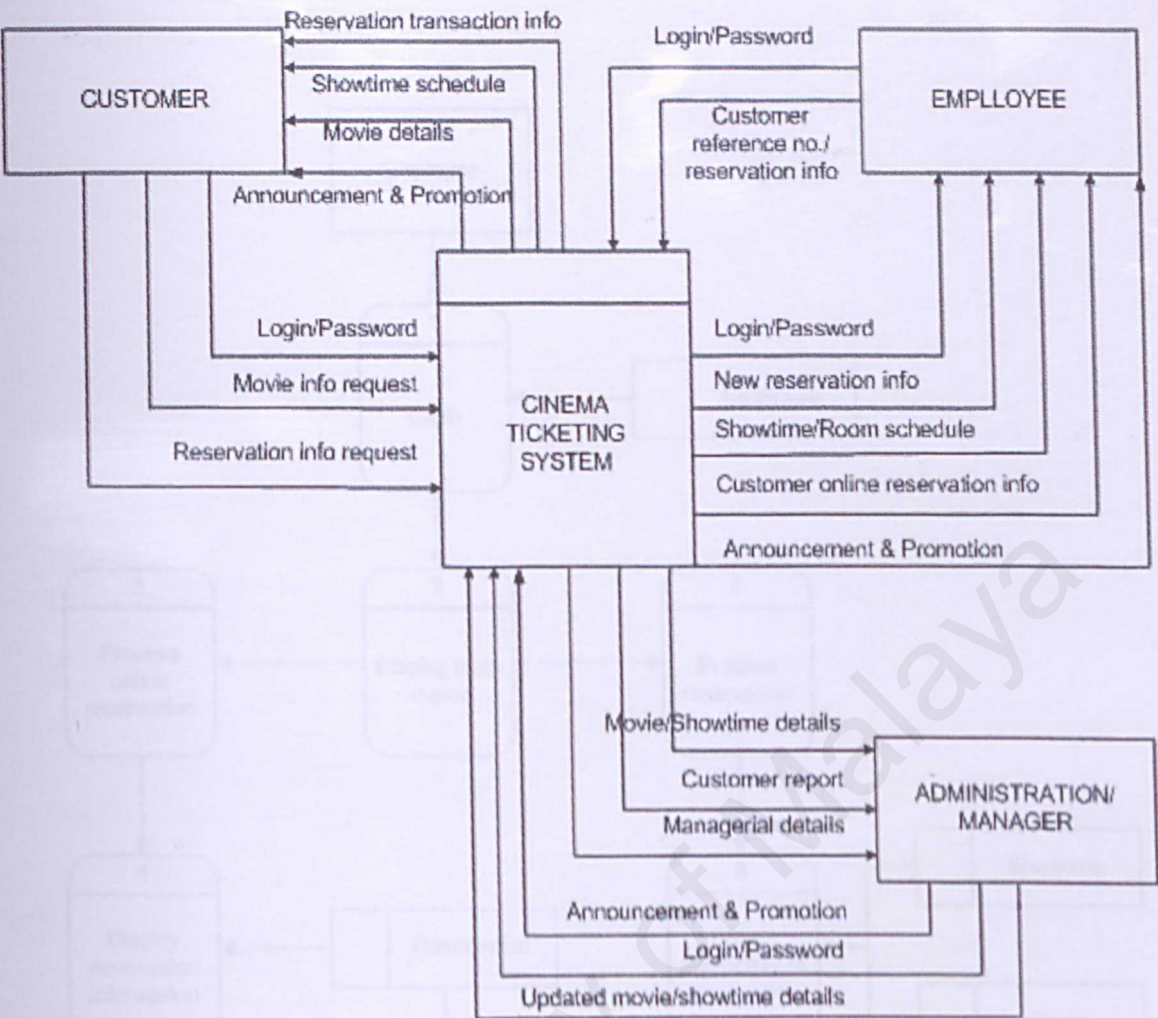 Reservation transaction info
Showtime schedule
Movie details
Announcement & Promotion
CUSTOMER
Login/Password
Customer
reference no./
reservation info
EMPLLOYEE
Login/Password
Movie info request
Reservation info request
CINEMA
TICKETING
SYSTEM
Login/Password
New reservation info
Showtime/Room schedule
Customer online reservation info
Announcement & Promotion
Movie/Showtime details
Customer report
Managerial details
ADMINISTRATION/
MANAGER
Announcement & Promotion
Login/Password
Updated movie/showtime details
of Malaya